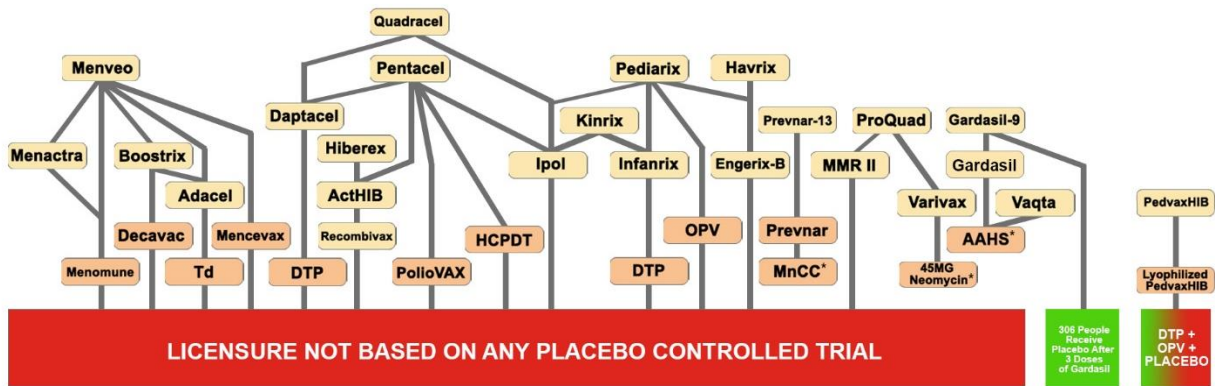 Quadracel
Menveo
Pentacel
Pediarix
Havrix
Daptacel
Kinrix
Prevnar-13
ProQuad
Gardasil-9
Menactra
Boostrix
Hiberex
Ipol
Infanrix
Engerix-B
MMR II
Gardasil
Adacel
ActHIB
Varivax
Vaqta
PedvaxHIB
Decavac
Mencevax
Recombivax
HCPDT
OPV
Prevnar
AAHS*
Menomune
Td
DTP
PolioVAX
DTP
MnCC*
45MG
Neomycin*
Lyophilized
PedvaxHIB
LICENSURE NOT BASED ON ANY PLACEBO CONTROLLED TRIAL
306 People
Receive
Placebo After
3 Doses
of Gardasil
DTP +
OPV +
PLACEBO